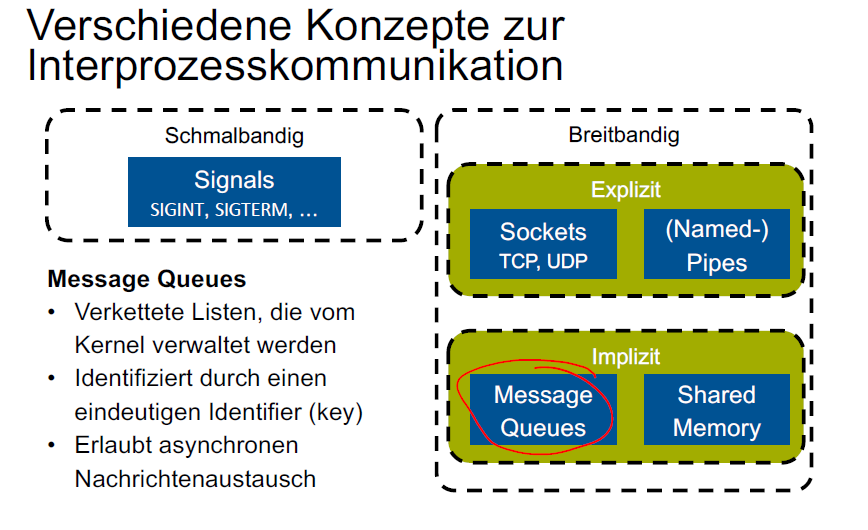 Verschiedene Konzepte zur
Interprozesskommunikation
Schmalbandig
Signals
SIGINT, SIGTERM, ...
Message Queues
• Verkettete Listen, die vom
Kernel verwaltet werden
• Identifiziert durch einen
eindeutigen Identifier (key)
• Erlaubt asynchronen
Nachrichtenaustausch
Breitbandig
Explizit
Sockets
TCP, UDP
(Named-)
Pipes
Implizit
Message
Queues
Shared
Memory